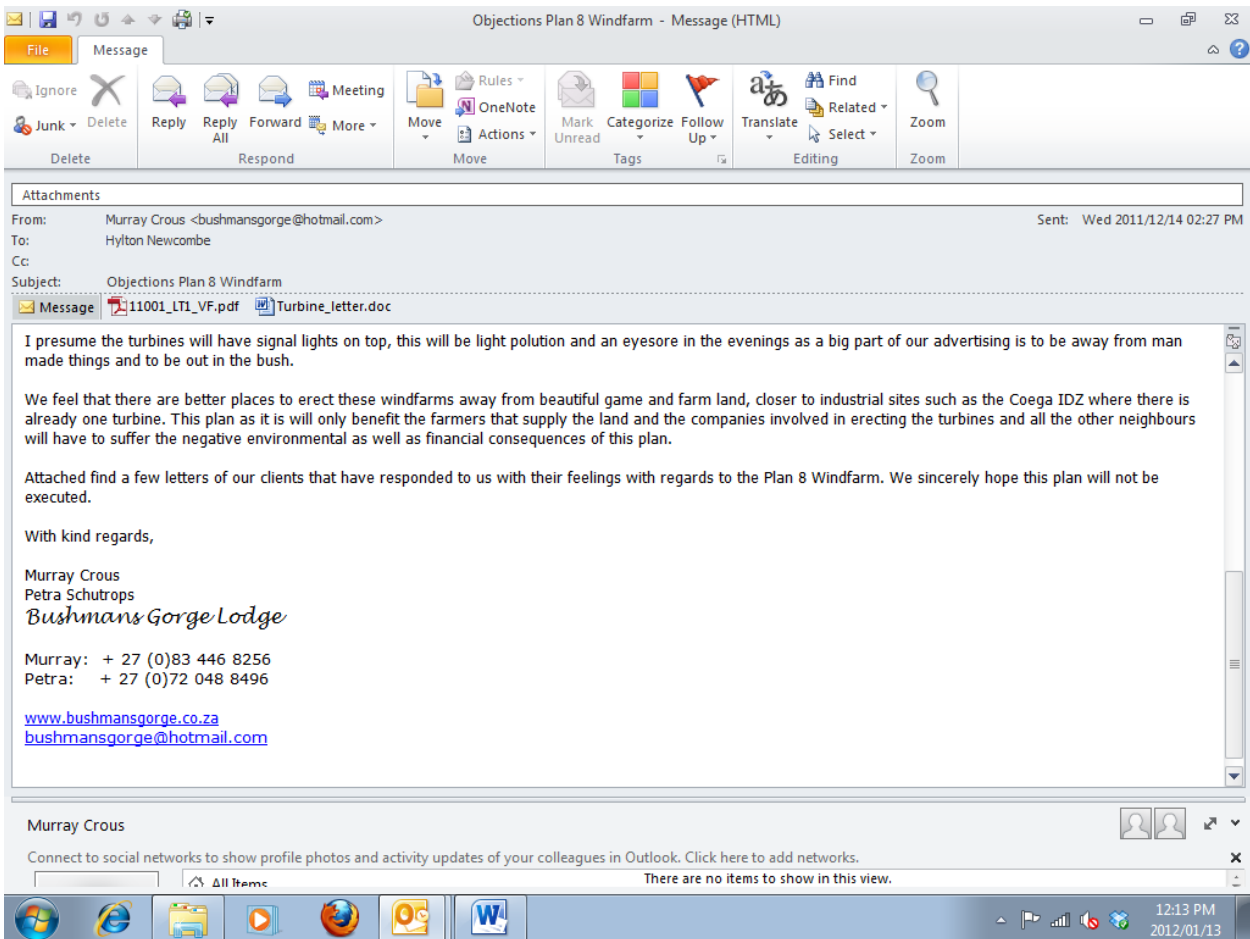 Objections Plan 8 Windfarm - Message (HTML)
File Message
Ignore
Junk
Delete
Delete
Reply
Reply All
Forward
Meeting
More
Respond
Move
Rules
OneNote
Actions
Move
Mark Unread
Categorize
Follow Up
Tags
Translate
Find
Related
Select
Editing
Zoom
Zoom
Attachments
From: Murray Crous <bushmansgorge@hotmail.com> Sent: Wed 2011/12/14 02:27 PM
To: Hylton Newcombe
Cc:
Subject: Objections Plan 8 Windfarm
Message 11001_LT1_VF.pdf Turbine_letter.doc
I presume the turbines will have signal lights on top, this will be light polution and an eyesore in the evenings as a big part of our advertising is to be away from man
made things and to be out in the bush.
We feel that there are better places to erect these windfarms away from beautiful game and farm land, closer to industrial sites such as the Coega IDZ where there is
already one turbine. This plan as it is will only benefit the farmers that supply the land and the companies involved in erecting the turbines and all the other neighbours
will have to suffer the negative environmental as well as financial consequences of this plan.
Attached find a few letters of our clients that have responded to us with their feelings with regards to the Plan 8 Windfarm. We sincerely hope this plan will not be
executed.
With kind regards,
Murray Crous
Petra Schutrops
Bushmans Gorge Lodge
Murray: + 27 (0)83 446 8256
Petra: + 27 (0)72 048 8496
www.bushmansgorge.co.za
bushmansgorge@hotmail.com
Murray Crous
Connect to social networks to show profile photos and activity updates of your colleagues in Outlook. Click here to add networks.
All Items
There are no items to show in this view.
12:13 PM
2012/01/13